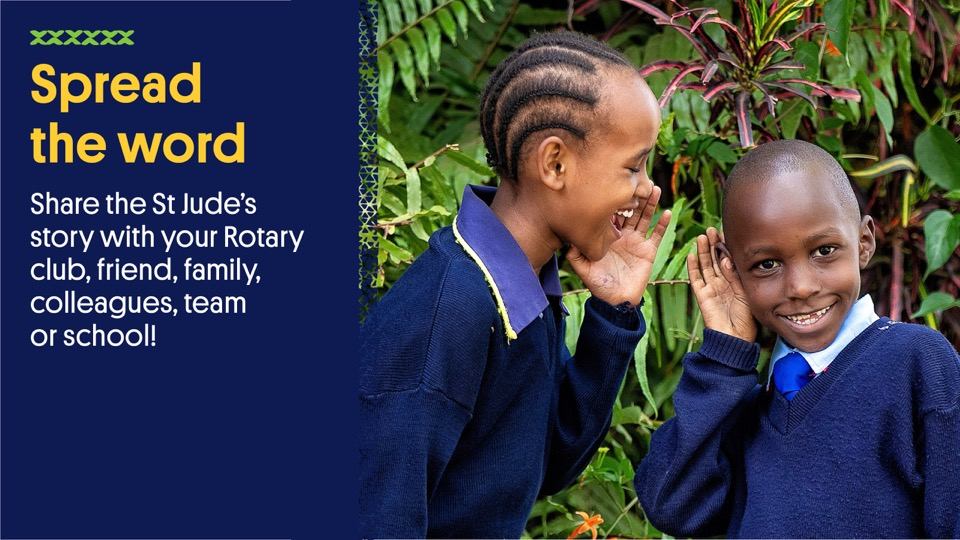 Spread
the word
Share the St Jude's
story with your Rotary
club, friend, family,
colleagues, team
or school!